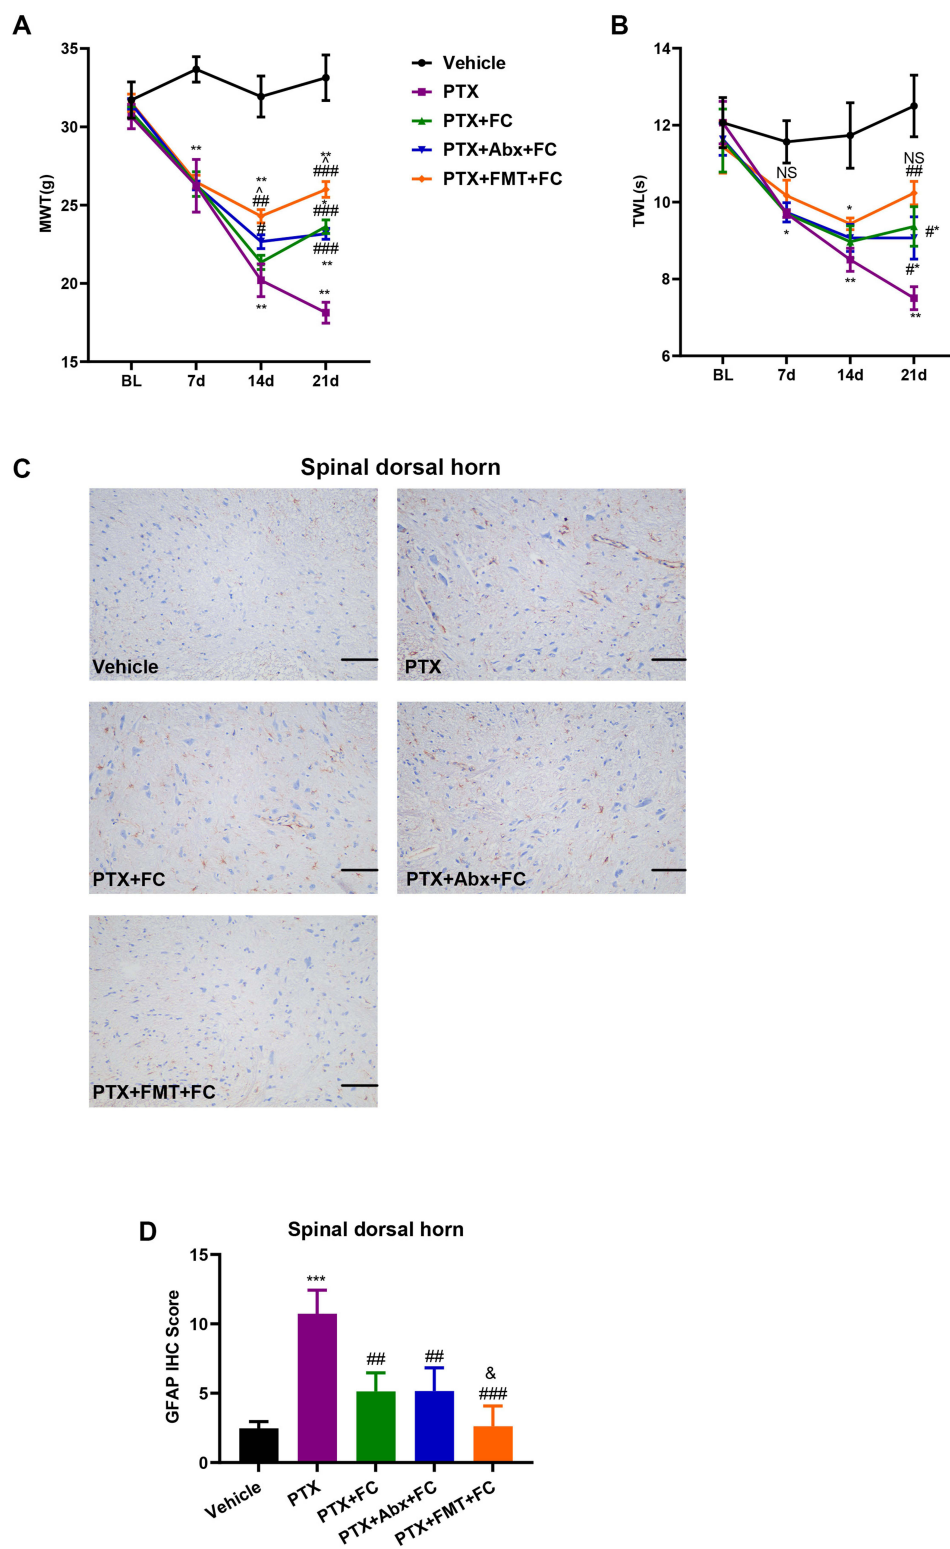 A
B
35
30
25
20
15
MWT(g)
BL
7d
14d
21d
**
**
^
##
#
**
**
^
###
*
###
###
**
**
Vehicle
PTX
PTX+FC
PTX+Abx+FC
PTX+FMT+FC
14
12
10
8
6
TWL(s)
BL
7d
14d
21d
NS
*
*
**
NS
##
#*
#*
**
C
Spinal dorsal horn
Vehicle
PTX
PTX+FC
PTX+Abx+FC
PTX+FMT+FC
D
Spinal dorsal horn
15
10
5
0
GFAP IHC Score
***
##
##
&
###
Vehicle
PTX
PTX+FC
PTX+Abx+FC
PTX+FMT+FC